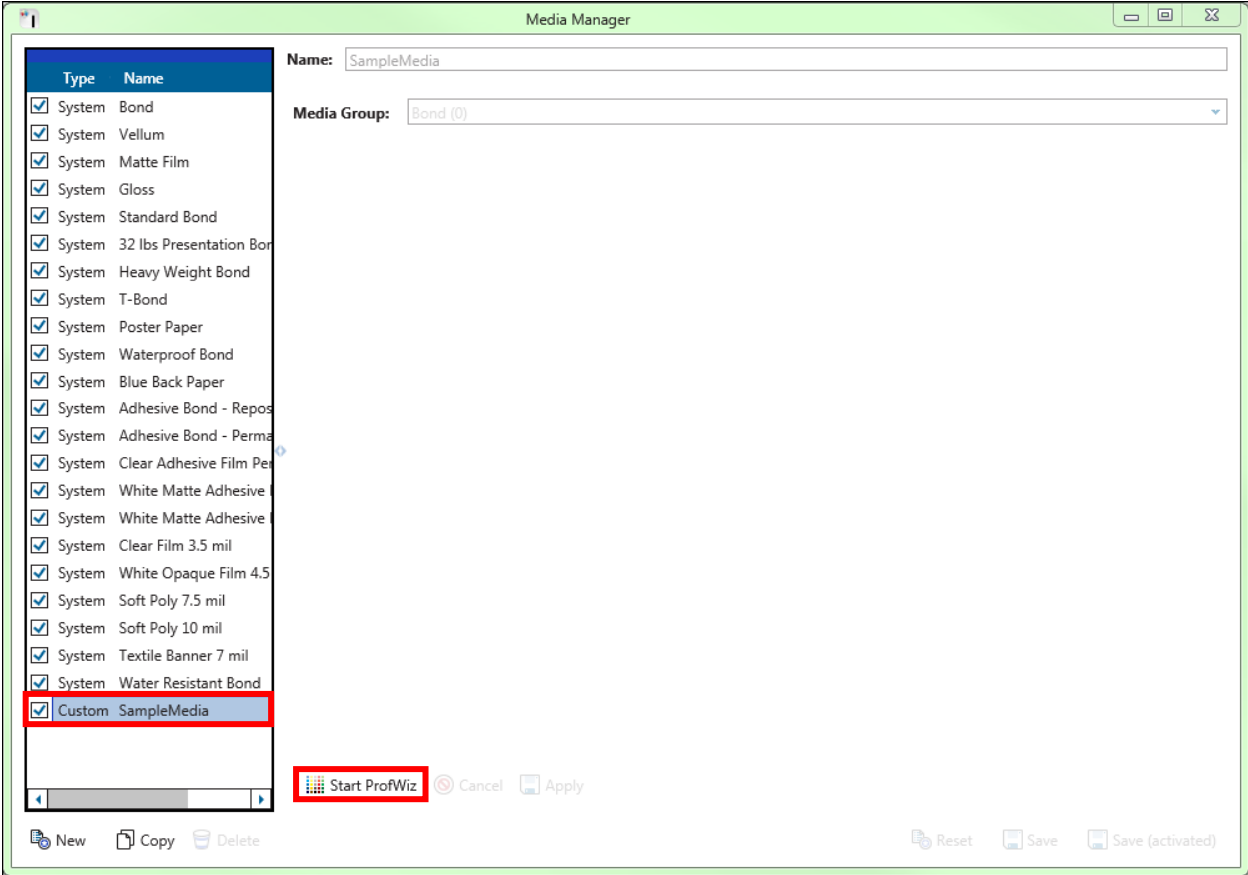 Media Manager
Type Name
System Bond
System Vellum
System Matte Film
System Gloss
System Standard Bond
System 32 lbs Presentation Bon
System Heavy Weight Bond
System T-Bond
System Poster Paper
System Waterproof Bond
System Blue Back Paper
System Adhesive Bond - Repos
System Adhesive Bond - Perma
System Clear Adhesive Film Per
System White Matte Adhesive
System White Matte Adhesive
System Clear Film 3.5 mil
System White Opaque Film 4.5
System Soft Poly 7.5 mil
System Soft Poly 10 mil
System Textile Banner 7 mil
System Water Resistant Bond
Custom SampleMedia
Name: SampleMedia
Media Group: Bond (0)
Start ProfWiz Cancel Apply
New Copy Delete Reset Save Save (activated)